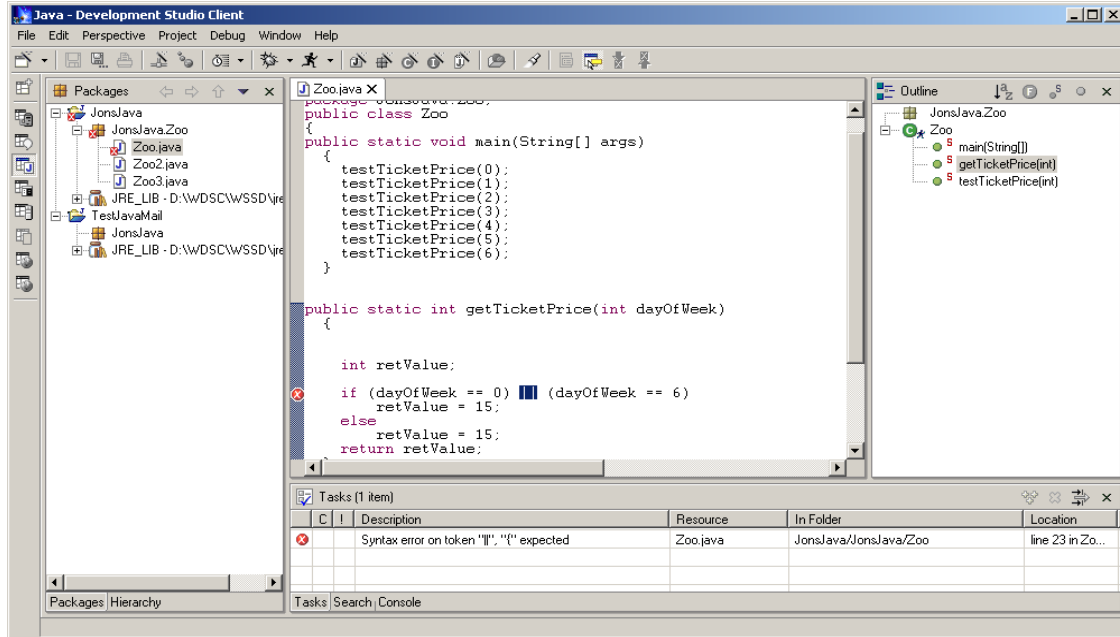 Java - Development Studio Client
File Edit Perspective Project Debug Window Help
Packages
JonsJava
JonsJava.Zoo
Zoo.java
Zoo2.java
Zoo3.java
JRE_LIB - D:\WDSC\WSSD\jre
TestJavaMail
JonsJava
JRE_LIB - D:\WDSC\WSSD\jre
Packages Hierarchy
Zoo.java
package JonsJava.Zoo;
public class Zoo
{
public static void main(String[] args)
{
testTicketPrice(0);
testTicketPrice(1);
testTicketPrice(2);
testTicketPrice(3);
testTicketPrice(4);
testTicketPrice(5);
testTicketPrice(6);
}
public static int getTicketPrice(int dayOfWeek)
{
int retValue;
if (dayOfWeek == 0) || (dayOfWeek == 6)
retValue = 15;
else
retValue = 15;
return retValue;
Outline
JonsJava.Zoo
Zoo
main(String[])
getTicketPrice(int)
testTicketPrice(int)
Tasks (1 item)
C ! Description Resource In Folder Location
Syntax error on token "||", "{" expected Zoo.java JonsJava/JonsJava/Zoo line 23 in Zo...
Tasks Search Console